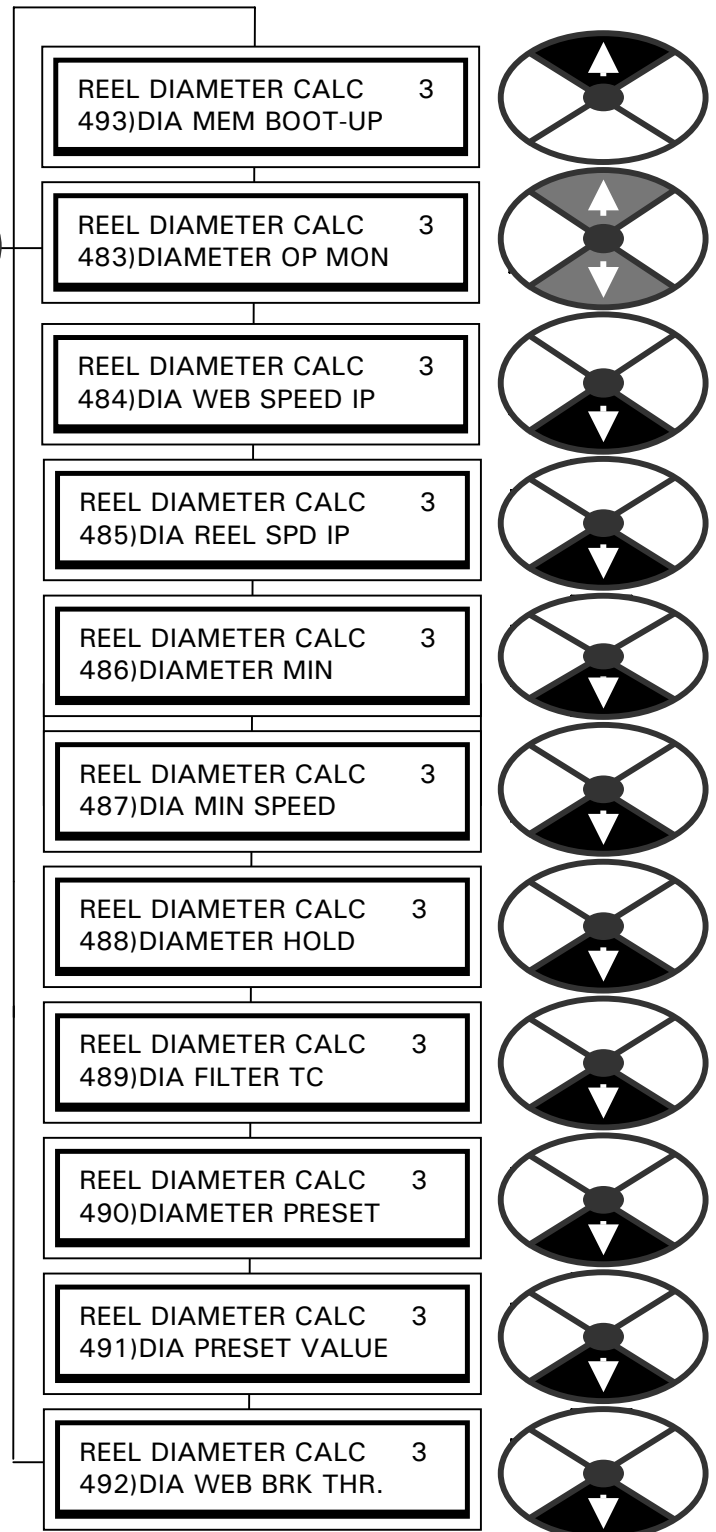 REEL DIAMETER CALC 3
493)DIA MEM BOOT-UP
REEL DIAMETER CALC 3
483)DIAMETER OP MON
REEL DIAMETER CALC 3
484)DIA WEB SPEED IP
REEL DIAMETER CALC 3
485)DIA REEL SPD IP
REEL DIAMETER CALC 3
486)DIAMETER MIN
REEL DIAMETER CALC 3
487)DIA MIN SPEED
REEL DIAMETER CALC 3
488)DIAMETER HOLD
REEL DIAMETER CALC 3
489)DIA FILTER TC
REEL DIAMETER CALC 3
490)DIAMETER PRESET
REEL DIAMETER CALC 3
491)DIA PRESET VALUE
REEL DIAMETER CALC 3
492)DIA WEB BRK THR.